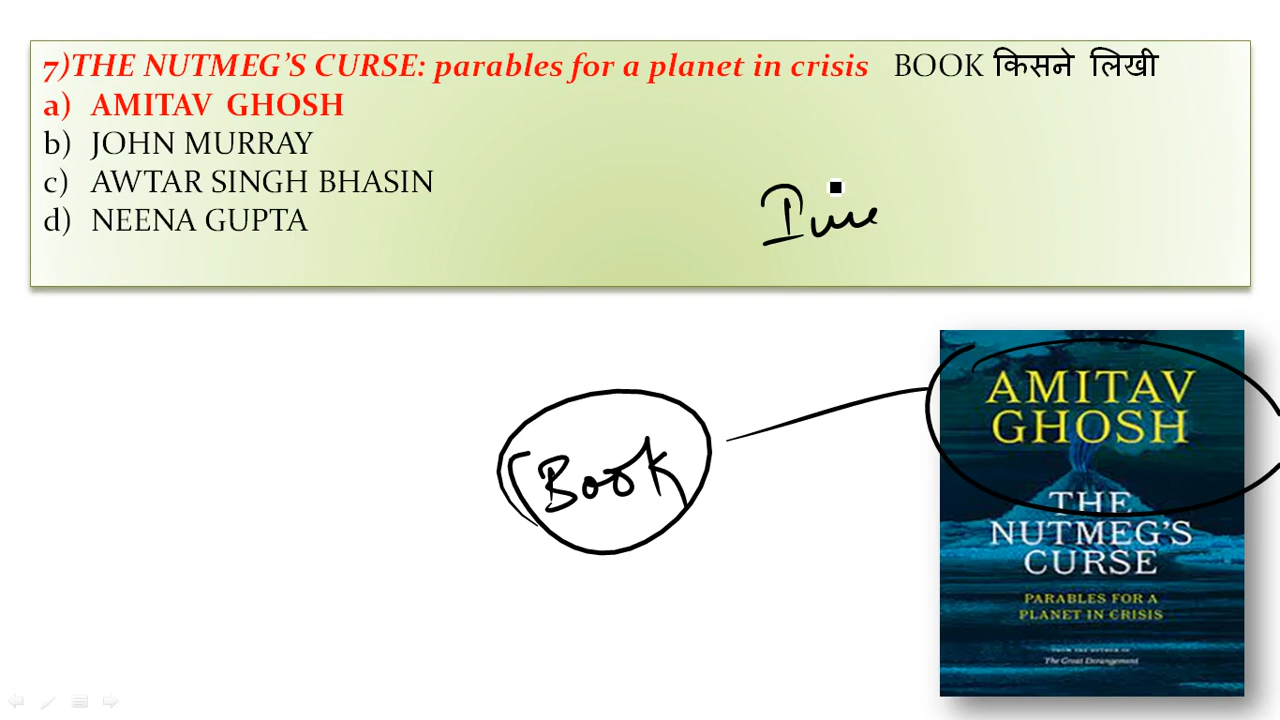 7)THE NUTMEG'S CURSE: parables for a planet in crisis BOOK किसने लिखी
a) AMITAV GHOSH
b) JOHN MURRAY
c) AWTAR SINGH BHASIN
d) NEENA GUPTA
Book
AMITAV
GHOSH
THE
NUTMEG'S
CURSE
PARABLES FOR A
PLANET IN CRISIS
FROM THE AUTHOR OF
The Great Derangement